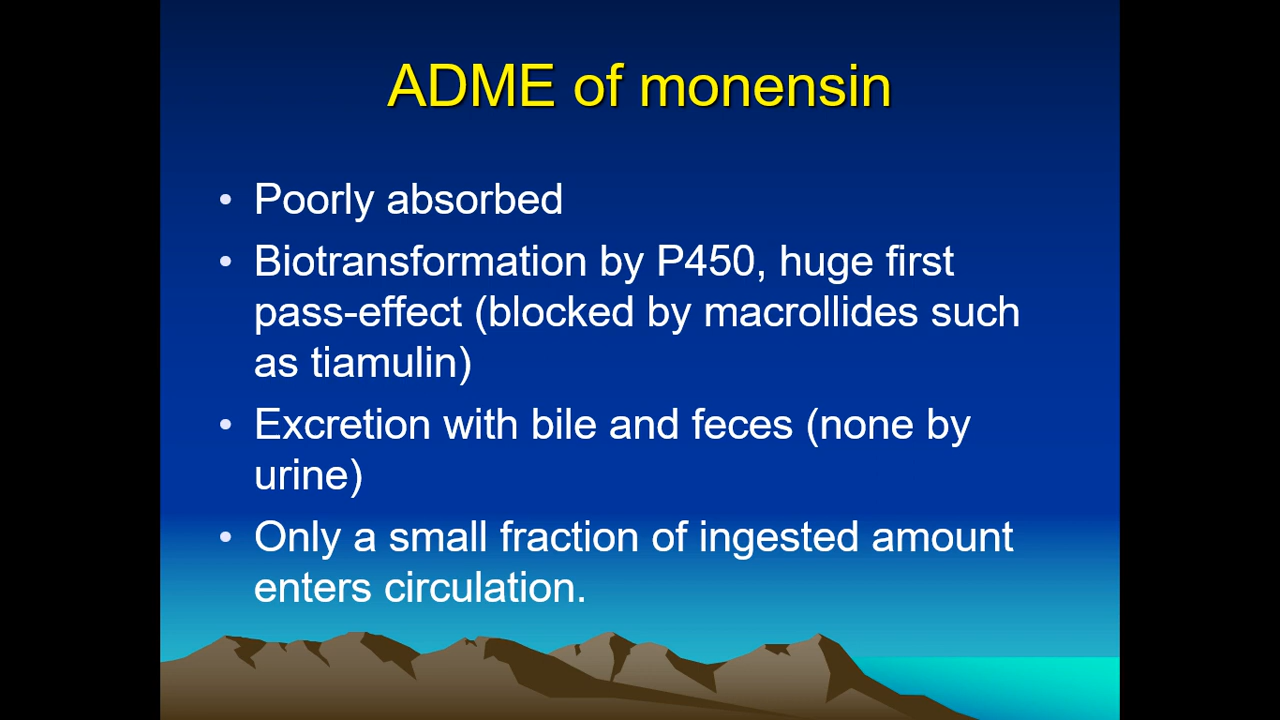 ADME of monensin
• Poorly absorbed
• Biotransformation by P450, huge first
pass-effect (blocked by macrollides such
as tiamulin)
• Excretion with bile and feces (none by
urine)
• Only a small fraction of ingested amount
enters circulation.